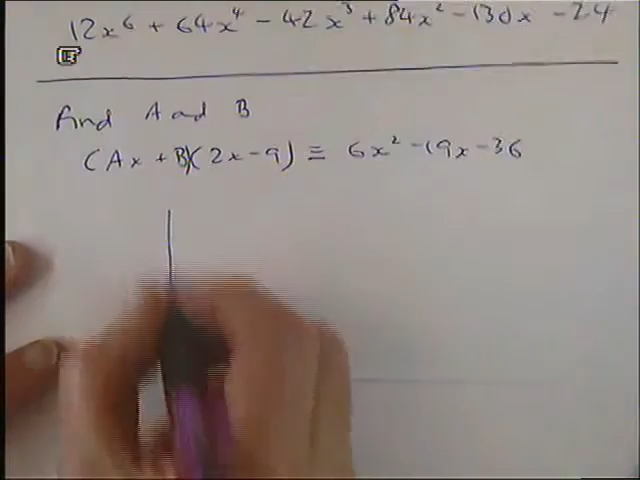 12x⁶ + 64x⁴ - 42x³ + 84x² - 130x - 24
Find A and B
(Ax + B)(2x - 9) ≡ 6x² - 19x - 36